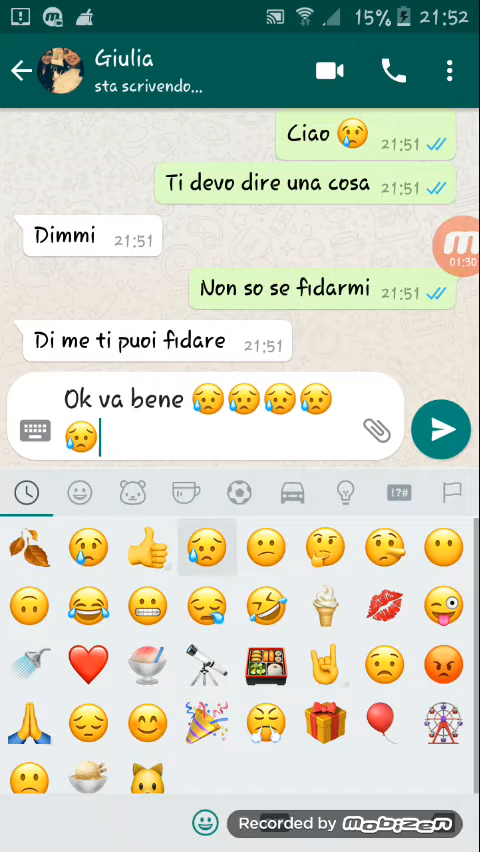 15% 21:52
Giulia
sta scrivendo...
Ciao 😢 21:51
Ti devo dire una cosa 21:51
Dimmi 21:51
01:30
Non so se fidarmi 21:51
Di me ti puoi fidare 21:51
Ok va bene 😥😥😥😥
😥
!?#
Recorded by mobizen